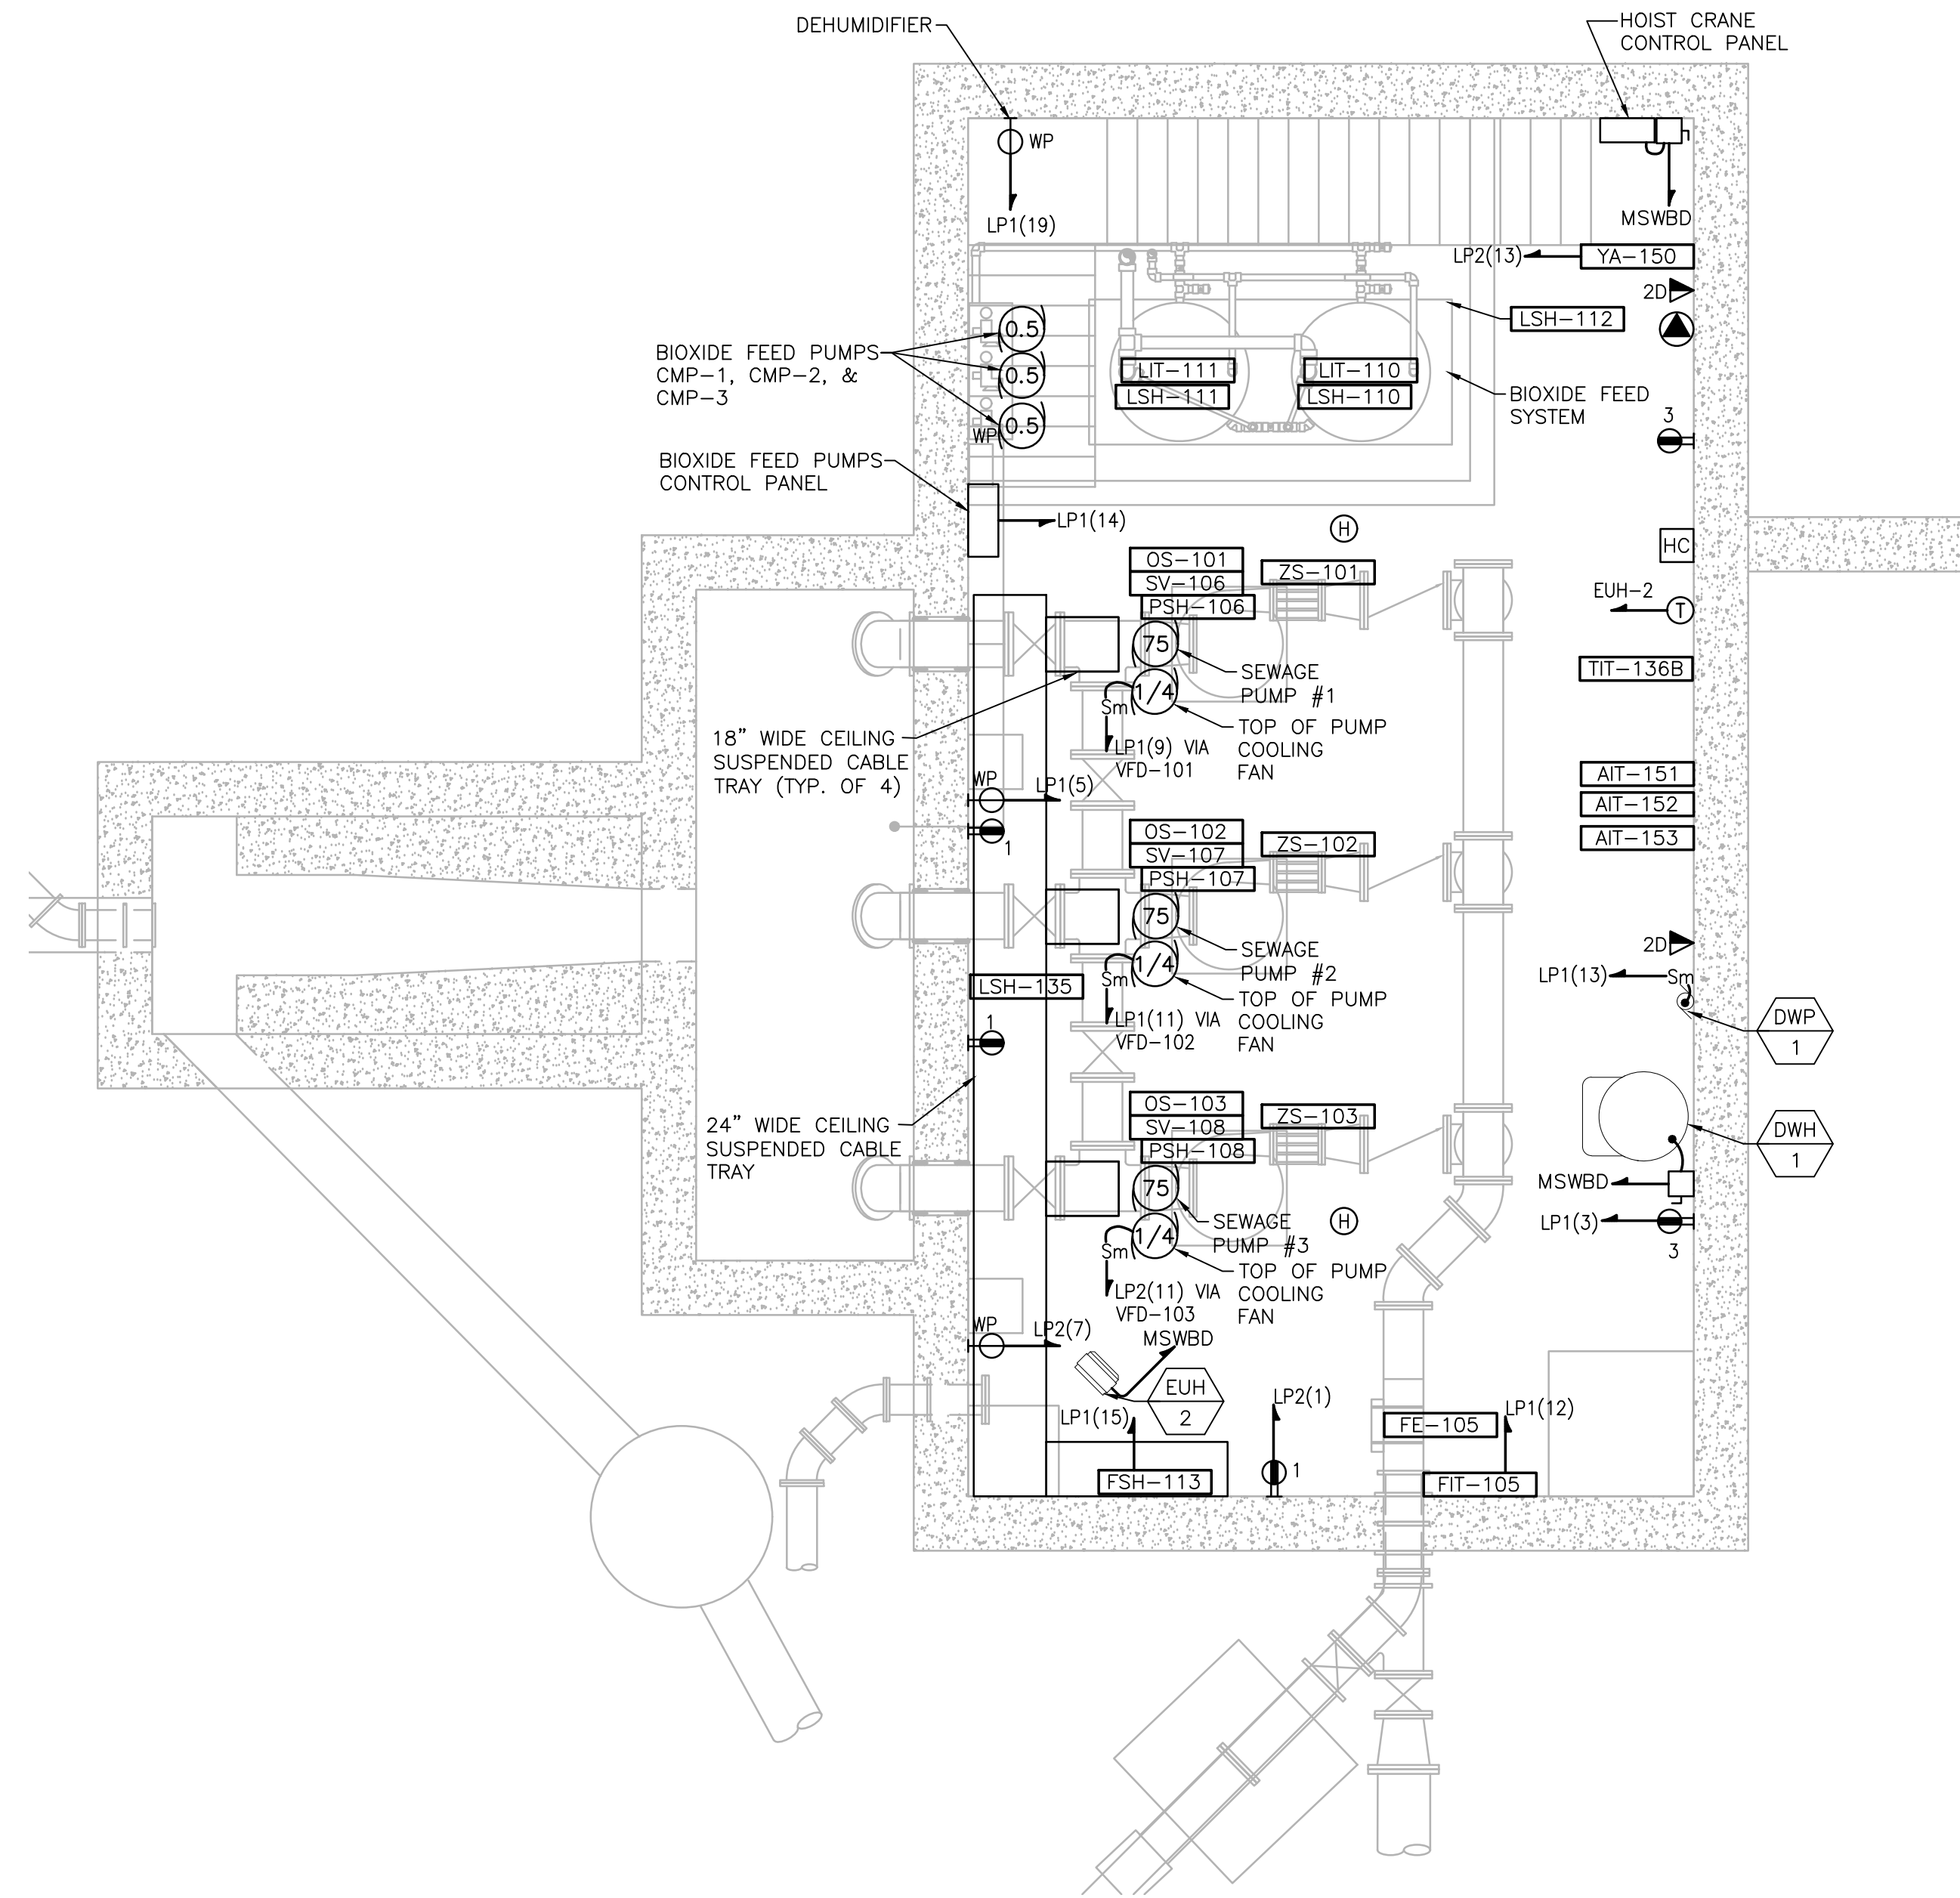 DEHUMIDIFIER
HOIST CRANE
CONTROL PANEL
WP
LP1(19)
MSWBD
LP2(13)
YA-150
2D
LSH-112
0.5
0.5
0.5
WP
BIOXIDE FEED PUMPS
CMP-1, CMP-2, &
CMP-3
LIT-111
LSH-111
LIT-110
LSH-110
BIOXIDE FEED
SYSTEM
3
BIOXIDE FEED PUMPS
CONTROL PANEL
LP1(14)
H
HC
OS-101
SV-106
PSH-106
ZS-101
EUH-2
T
75
1/4
Sm
SEWAGE
PUMP #1
TIT-136B
TOP OF PUMP
COOLING
FAN
LP1(9) VIA
VFD-101
18" WIDE CEILING
SUSPENDED CABLE
TRAY (TYP. OF 4)
WP
LP1(5)
1
AIT-151
AIT-152
AIT-153
OS-102
SV-107
PSH-107
ZS-102
75
1/4
Sm
SEWAGE
PUMP #2
TOP OF PUMP
COOLING
FAN
LP1(11) VIA
VFD-102
LSH-135
1
2D
LP1(13)
Sm
DWP
1
24" WIDE CEILING
SUSPENDED CABLE
TRAY
OS-103
SV-108
PSH-108
ZS-103
DWH
1
75
1/4
Sm
SEWAGE
PUMP #3
H
MSWBD
LP1(3)
3
TOP OF PUMP
COOLING
FAN
LP2(11) VIA
VFD-103
WP
LP2(7)
MSWBD
EUH
2
LP1(15)
FSH-113
LP2(1)
1
FE-105
LP1(12)
FIT-105